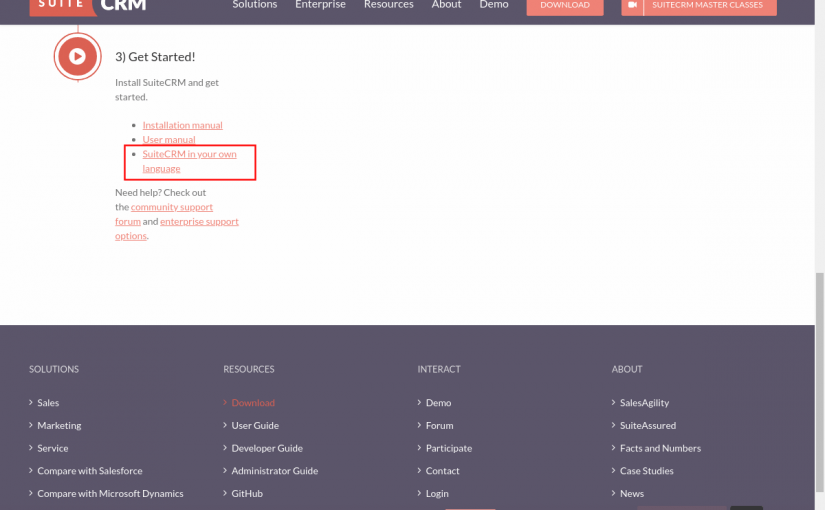 SUITE CRM
Solutions Enterprise Resources About Demo DOWNLOAD SUITECRM MASTER CLASSES
3) Get Started!
Install SuiteCRM and get
started.
Installation manual
User manual
SuiteCRM in your own
language
Need help? Check out
the community support
forum and enterprise support
options.
SOLUTIONS
Sales
Marketing
Service
Compare with Salesforce
Compare with Microsoft Dynamics
RESOURCES
Download
User Guide
Developer Guide
Administrator Guide
GitHub
INTERACT
Demo
Forum
Participate
Contact
Login
ABOUT
SalesAgility
SuiteAssured
Facts and Numbers
Case Studies
News